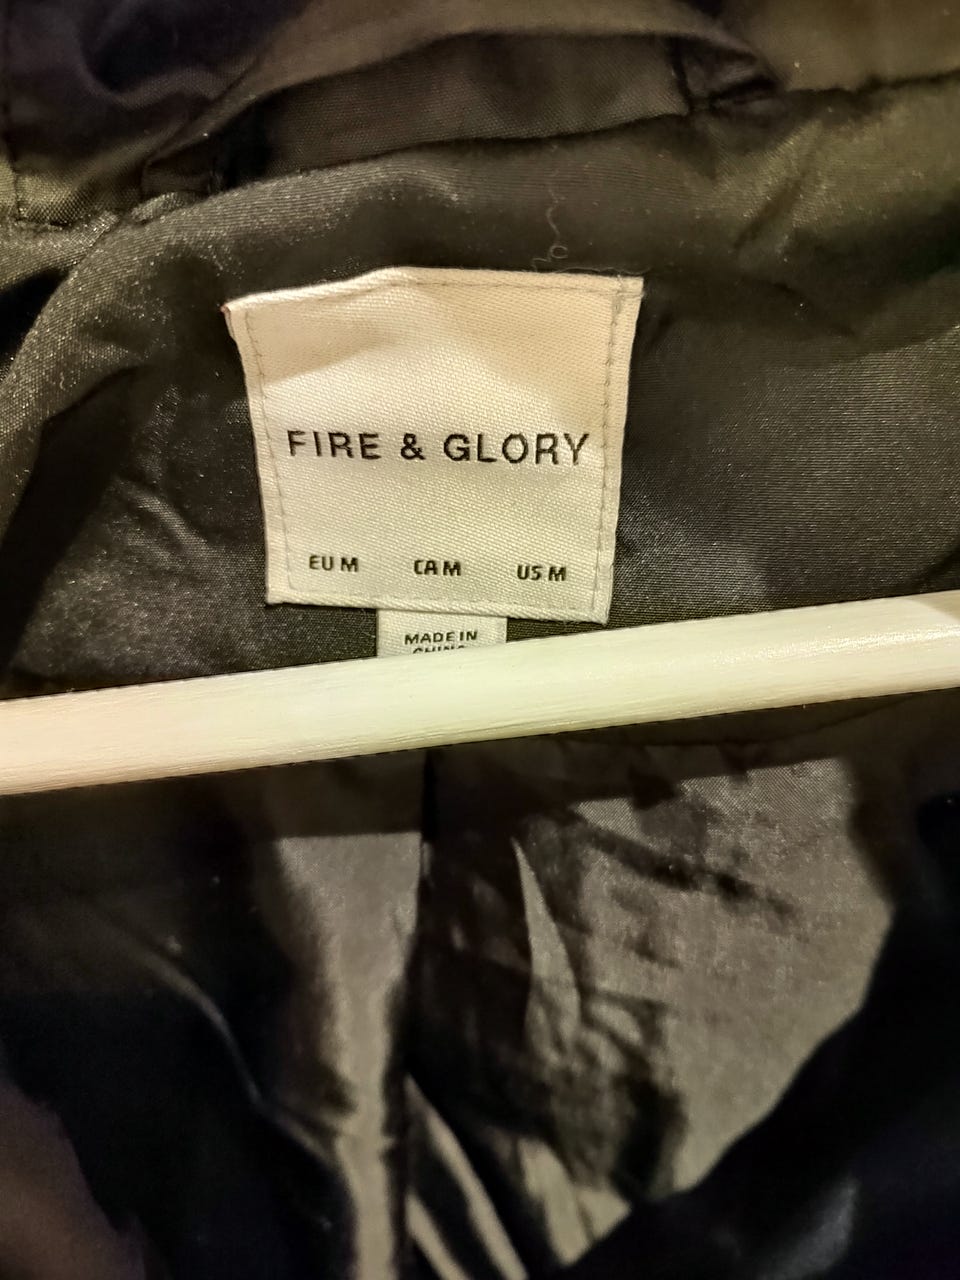 FIRE & GLORY
EU M CA M US M
MADE IN